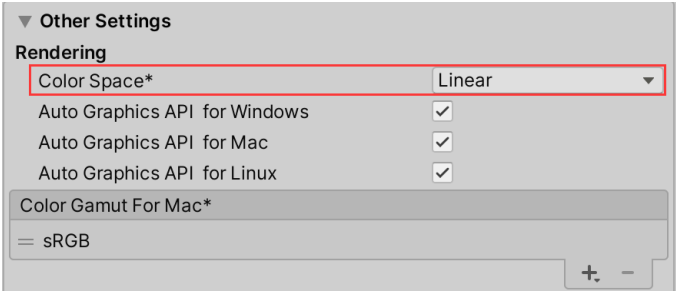 Other Settings
Rendering
Color Space* Linear
Auto Graphics API for Windows
Auto Graphics API for Mac
Auto Graphics API for Linux
Color Gamut For Mac*
sRGB